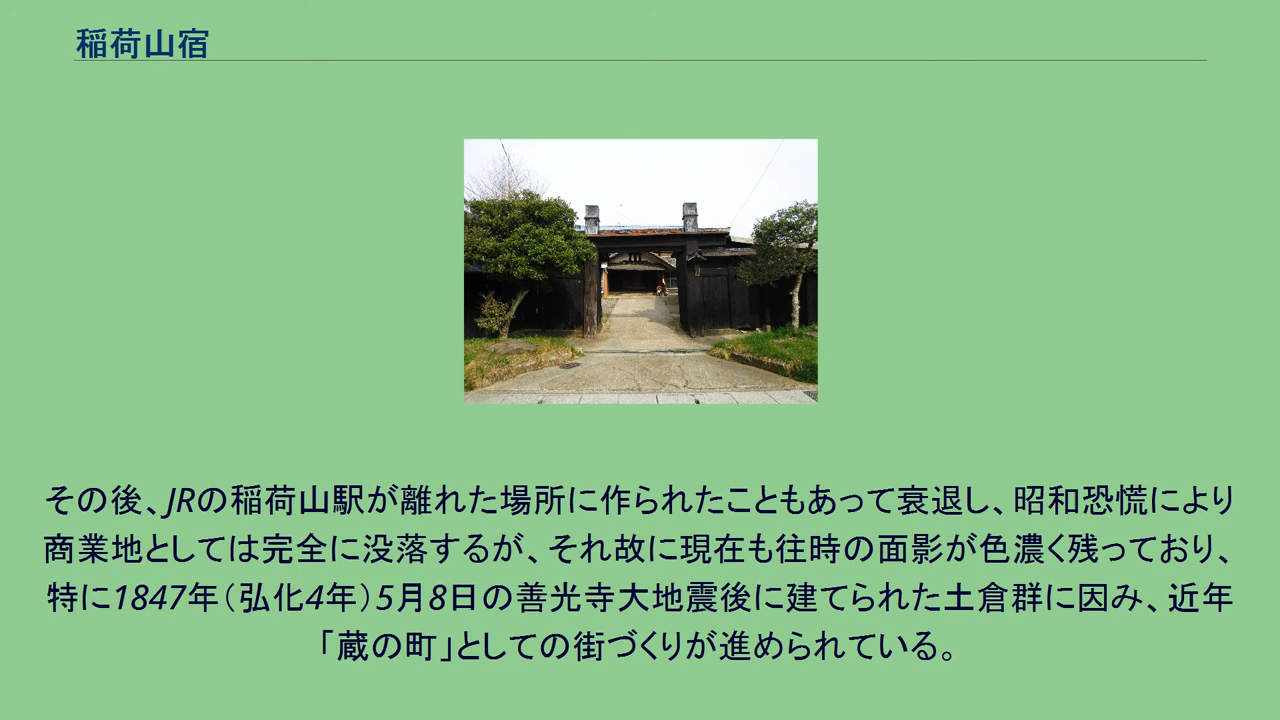 稲荷山宿
その後、JRの稲荷山駅が離れた場所に作られたこともあって衰退し、昭和恐慌により
商業地としては完全に没落するが、それ故に現在も往時の面影が色濃く残っており、
特に1847年（弘化4年）5月8日の善光寺大地震後に建てられた土倉群に因み、近年
「蔵の町」としての街づくりが進められている。